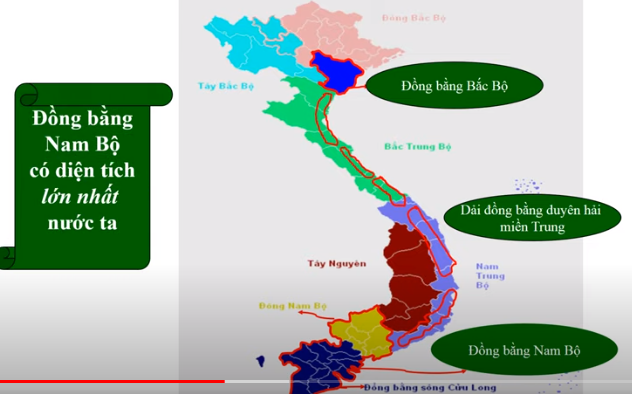 Đông Bắc Bộ
Tây Bắc Bộ
Đồng bằng Bắc Bộ
Đồng bằng
Nam Bộ
có diện tích
lớn nhất
nước ta
Bắc Trung Bộ
Dải đồng bằng duyên hải
miền Trung
Tây Nguyên
Nam
Trung
Bộ
Đông Nam Bộ
Đồng bằng Nam Bộ
Đồng bằng sông Cửu Long